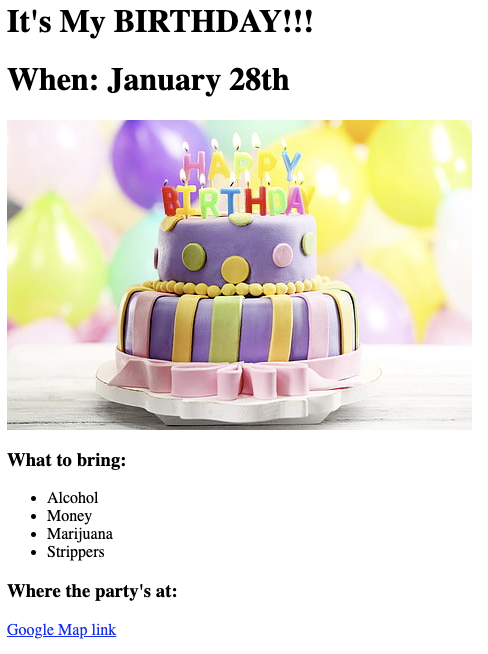 It's My BIRTHDAY!!!
When: January 28th
HAPPY
BIRTHDAY
What to bring:
Alcohol
Money
Marijuana
Strippers
Where the party's at:
Google Map link